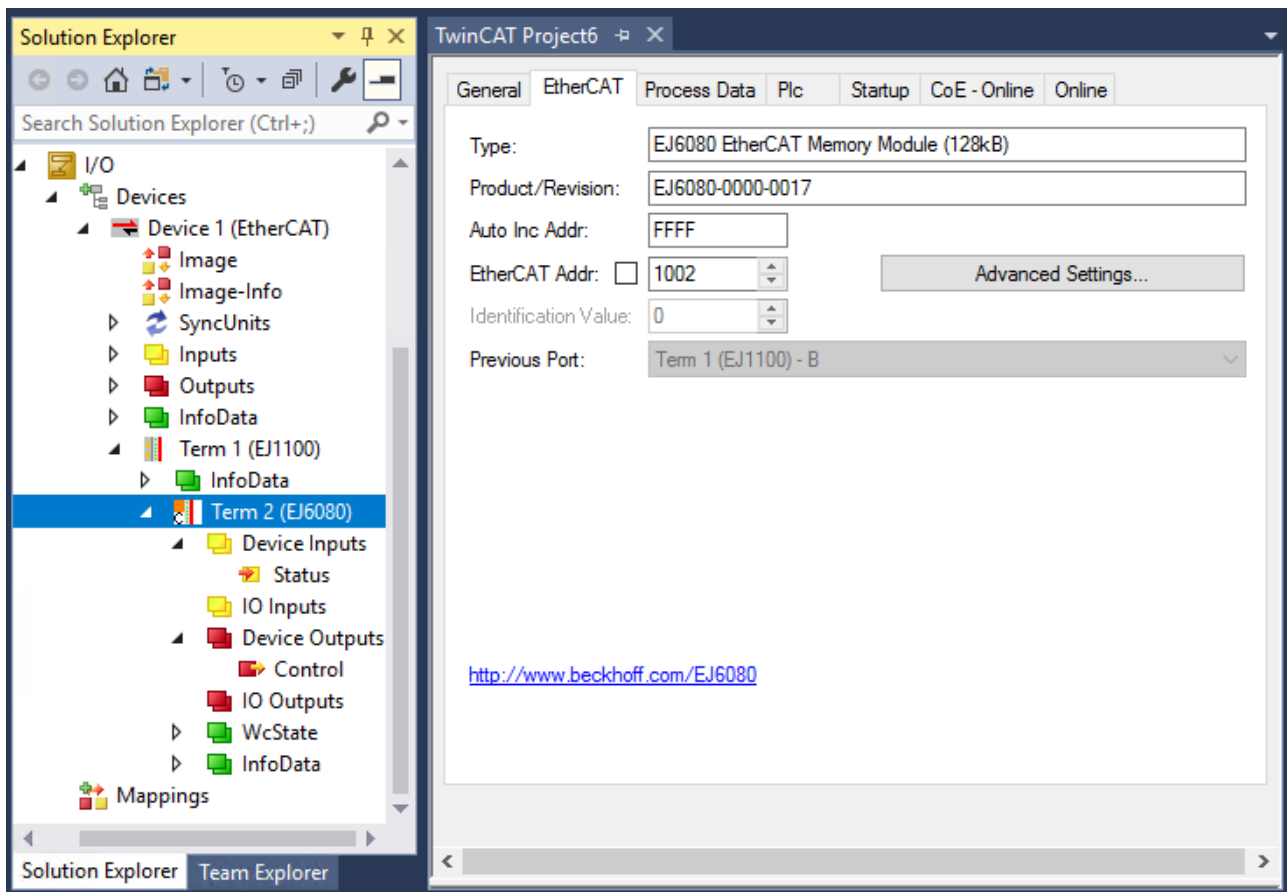 Solution Explorer
Search Solution Explorer (Ctrl+;)
I/O
Devices
Device 1 (EtherCAT)
Image
Image-Info
SyncUnits
Inputs
Outputs
InfoData
Term 1 (EJ1100)
InfoData
Term 2 (EJ6080)
Device Inputs
Status
IO Inputs
Device Outputs
Control
IO Outputs
WcState
InfoData
Mappings
Solution Explorer Team Explorer
TwinCAT Project6
General EtherCAT Process Data Plc Startup CoE - Online Online
Type: EJ6080 EtherCAT Memory Module (128kB)
Product/Revision: EJ6080-0000-0017
Auto Inc Addr: FFFF
EtherCAT Addr: 1002 Advanced Settings...
Identification Value: 0
Previous Port: Term 1 (EJ1100) - B
http://www.beckhoff.com/EJ6080